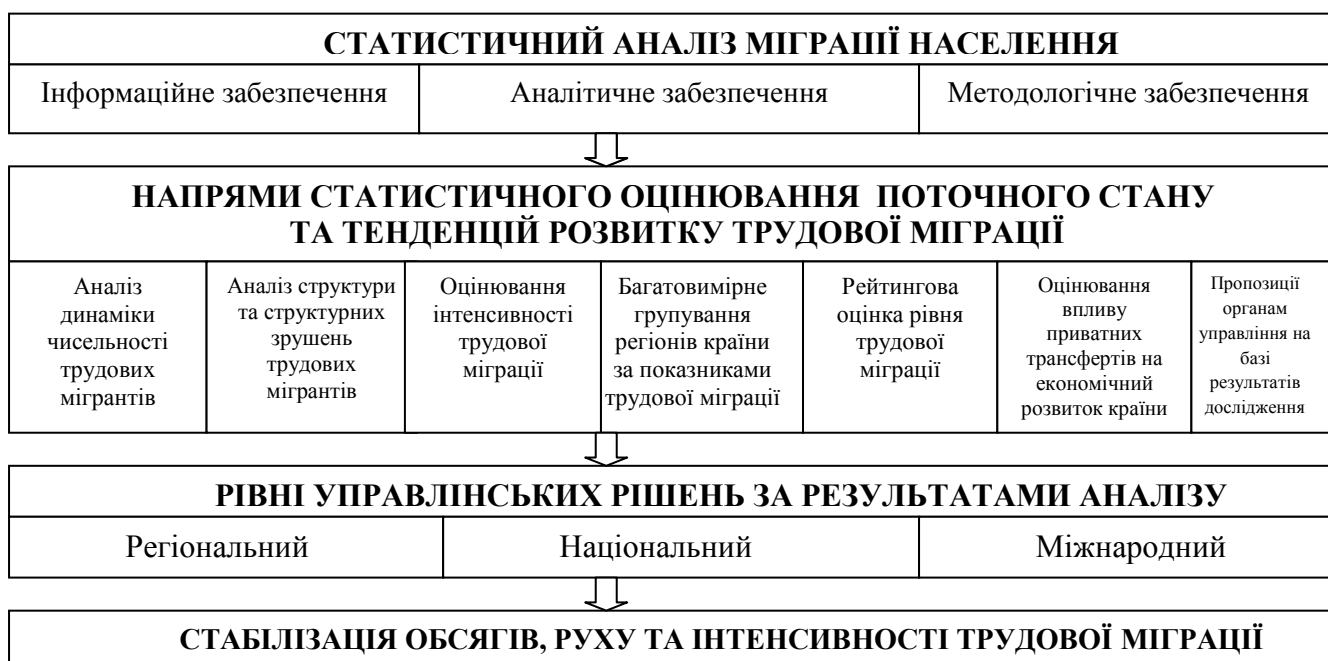 СТАТИСТИЧНИЙ АНАЛІЗ МІГРАШІЇ НАСЕЛЕННЯ
Інформаційне забезпечення
Аналітичне забезпечення
Методологічне забезпечення
НАПРЯМИ СТАТИСТИЧНОГО ОЦІНЮВАННЯ ПОТОЧНОГО СТАНУ
ТА ТЕНДЕНЦІЙ РОЗВИТКУ ТРУДОВОЇ МІГРАЦІЇ
Аналіз
динаміки
чисельності
трудових
мігрантів
Аналіз структури
та структурних
зрушень
трудових
мігрантів
Оцінювання
інтенсивності
трудової
міграції
Багатовимірне
групування
регіонів країни
за показниками
трудової міграції
Рейтингова
оцінка рівня
трудової
міграції
Оцінювання
впливу
приватних
трансфертів на
економічний
розвиток країни
Пропозиції
органам
управління на
базі
результатів
дослідження
РІВНІ УПРАВЛІНСЬКИХ РІШЕНЬ ЗА РЕЗУЛЬТАТАМИ АНАЛІЗУ
Регіональний
Національний
Міжнародний
СТАБІЛІЗАЦІЯ ОБСЯГІВ, РУХУ ТА ІНТЕНСИВНОСТІ ТРУДОВОЇ МІГРАЦІЇ